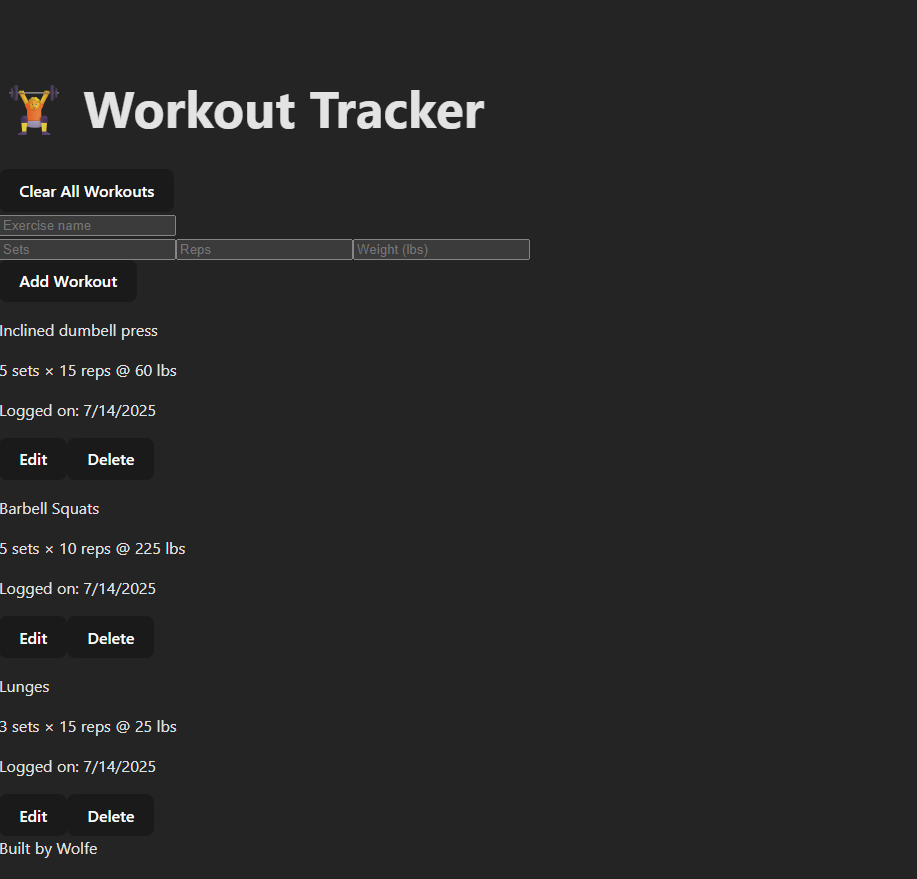 Workout Tracker
Clear All Workouts
Exercise name
Sets Reps Weight (lbs)
Add Workout
Inclined dumbell press
5 sets × 15 reps @ 60 lbs
Logged on: 7/14/2025
Edit Delete
Barbell Squats
5 sets × 10 reps @ 225 lbs
Logged on: 7/14/2025
Edit Delete
Lunges
3 sets × 15 reps @ 25 lbs
Logged on: 7/14/2025
Edit Delete
Built by Wolfe